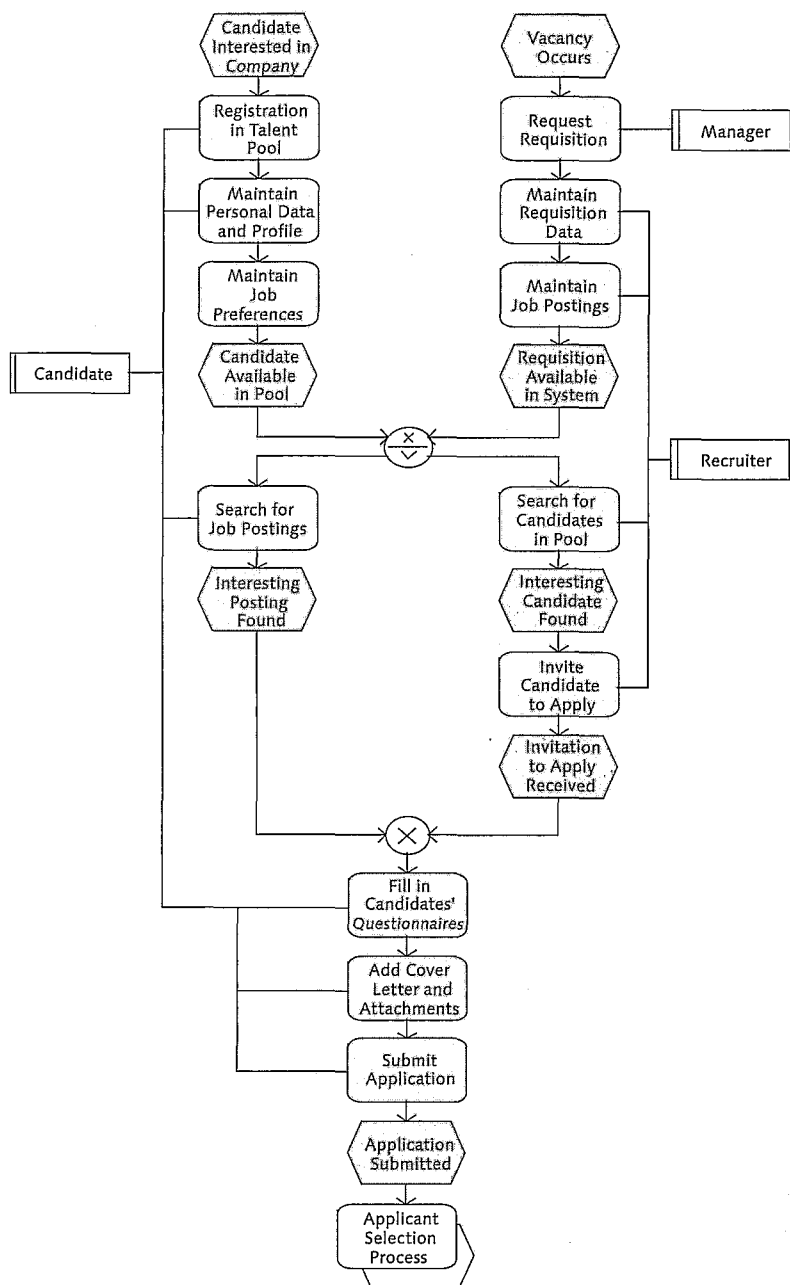 Candidate
Interested in
Company
Vacancy
Occurs
Registration
in Talent
Pool
Request
Requisition
Manager
Maintain
Personal Data
and Profile
Maintain
Requisition
Data
Maintain
Job
Preferences
Maintain
Job Postings
Candidate
Candidate
Available
in Pool
Requisition
Available
in System
Recruiter
Search for
Job Postings
Search for
Candidates
in Pool
Interesting
Posting
Found
Interesting
Candidate
Found
Invite
Candidate
to Apply
Invitation
to Apply
Received
Fill in
Candidates'
Questionnaires
Add Cover
Letter and
Attachments
Submit
Application
Application
Submitted
Applicant
Selection
Process